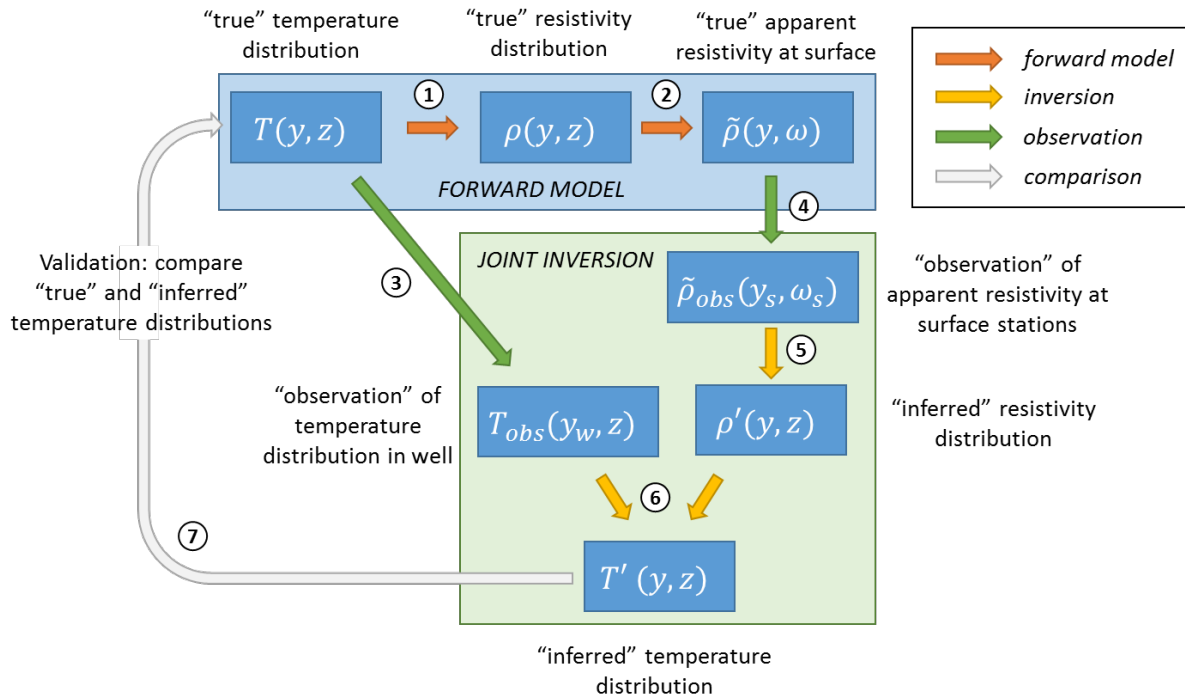 “true” temperature
distribution
“true” resistivity
distribution
“true” apparent
resistivity at surface
forward model
inversion
observation
comparison
1
2
T(y, z)
ρ(y, z)
ρ̃(y, ω)
FORWARD MODEL
4
3
Validation: compare
“true” and “inferred”
temperature distributions
JOINT INVERSION
ρ̃obs(ys, ωs)
“observation” of
apparent resistivity at
surface stations
5
“observation” of
temperature
distribution in well
Tobs(yw, z)
ρ′(y, z)
“inferred” resistivity
distribution
6
7
T′ (y, z)
“inferred” temperature
distribution